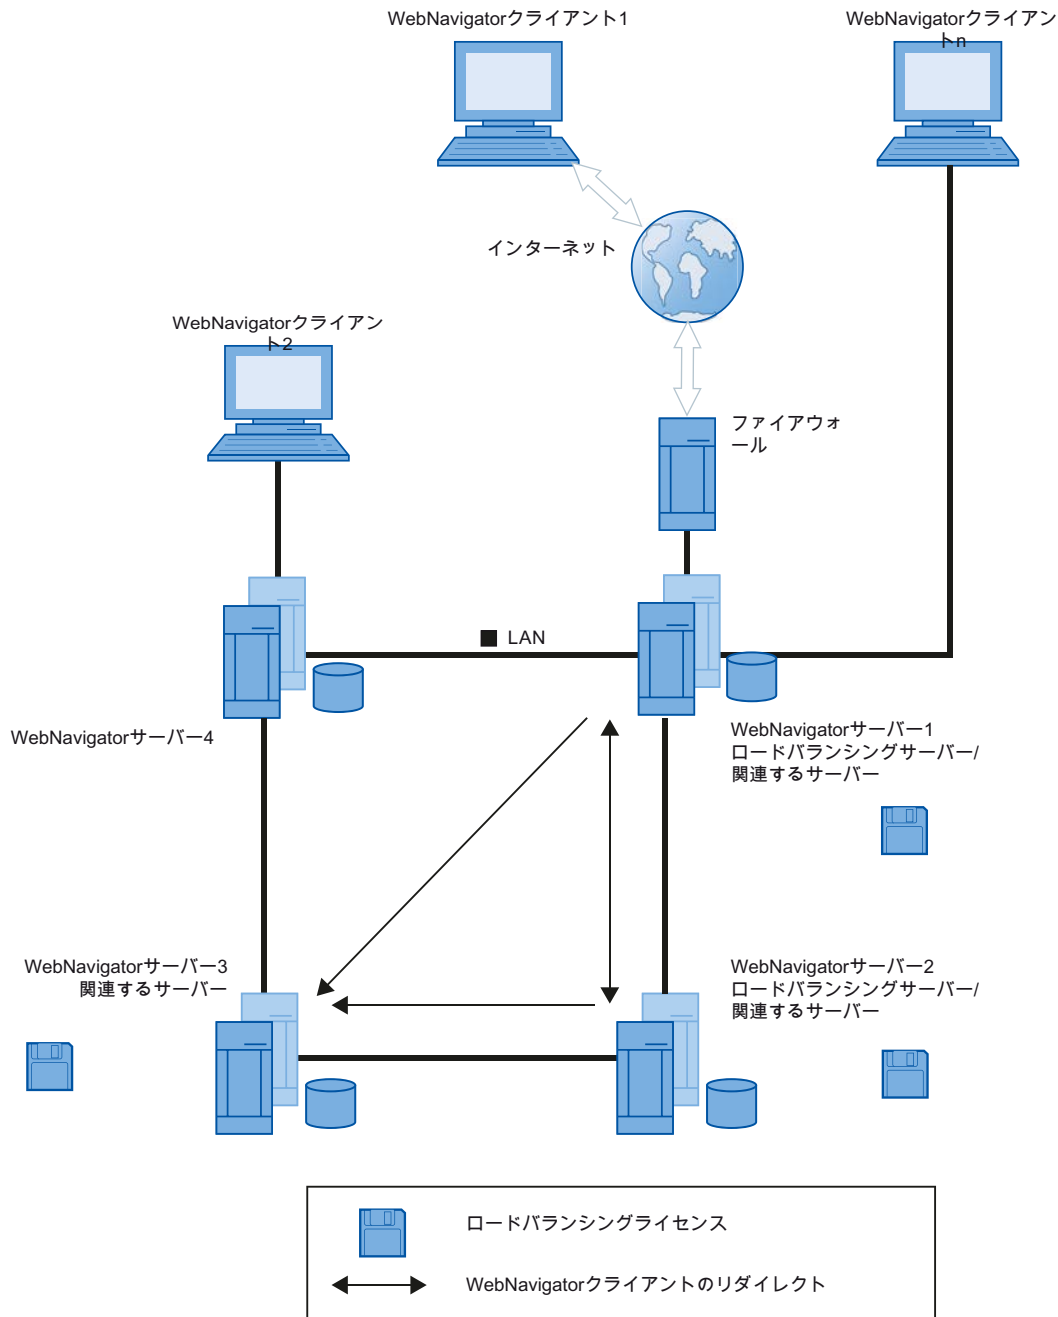 WebNavigatorクライアント1
WebNavigatorクライアン
トn
インターネット
WebNavigatorクライアン
ト2
ファイアウォ
ール
LAN
WebNavigatorサーバー4
WebNavigatorサーバー1
ロードバランシングサーバー/
関連するサーバー
WebNavigatorサーバー3
関連するサーバー
WebNavigatorサーバー2
ロードバランシングサーバー/
関連するサーバー
ロードバランシングライセンス
WebNavigatorクライアントのリダイレクト